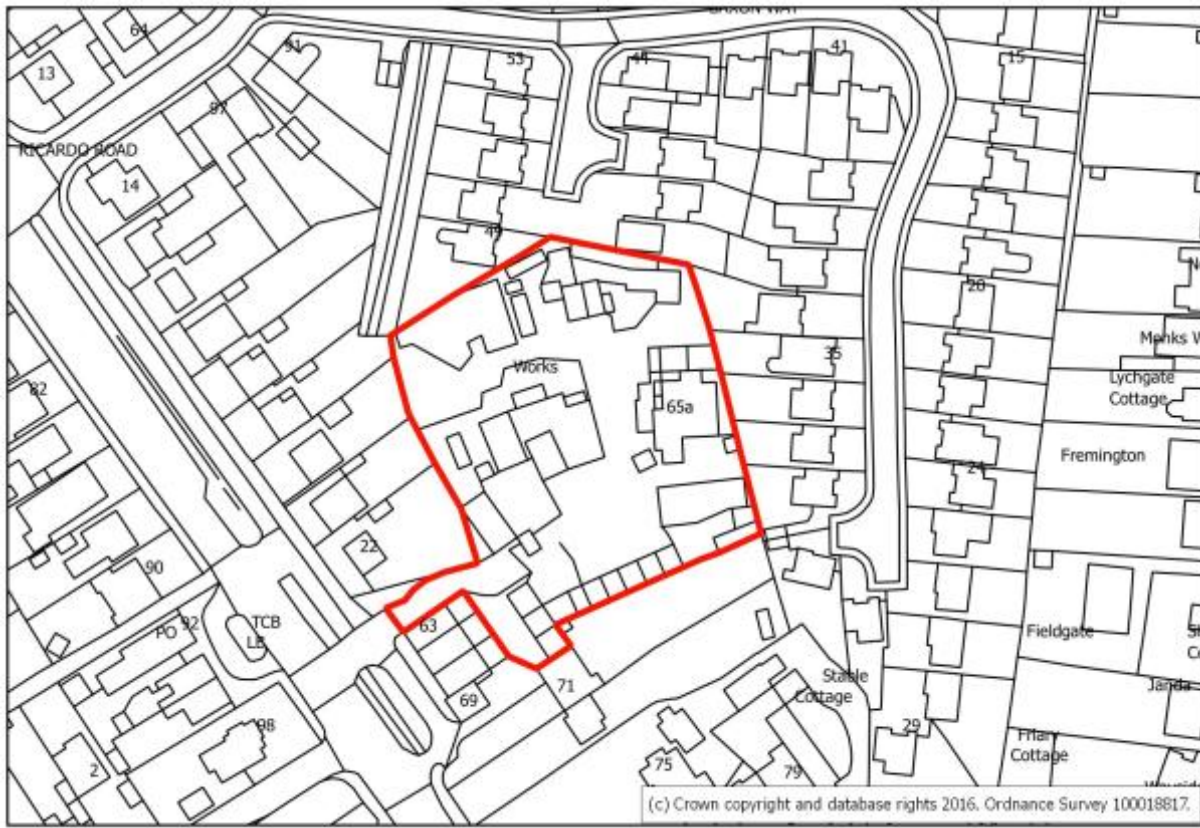 64
91
53
44
41
15
13
97
RICARDO ROAD
14
49
20
Works
35
Lychgate
Cottage
82
65a
Fremington
24
22
90
PO 92
TCB
LB
63
Fieldgate
69
71
Stable
Cottage
98
29
Friary
Cottage
2
75
79
(c) Crown copyright and database rights 2016. Ordnance Survey 100018817.